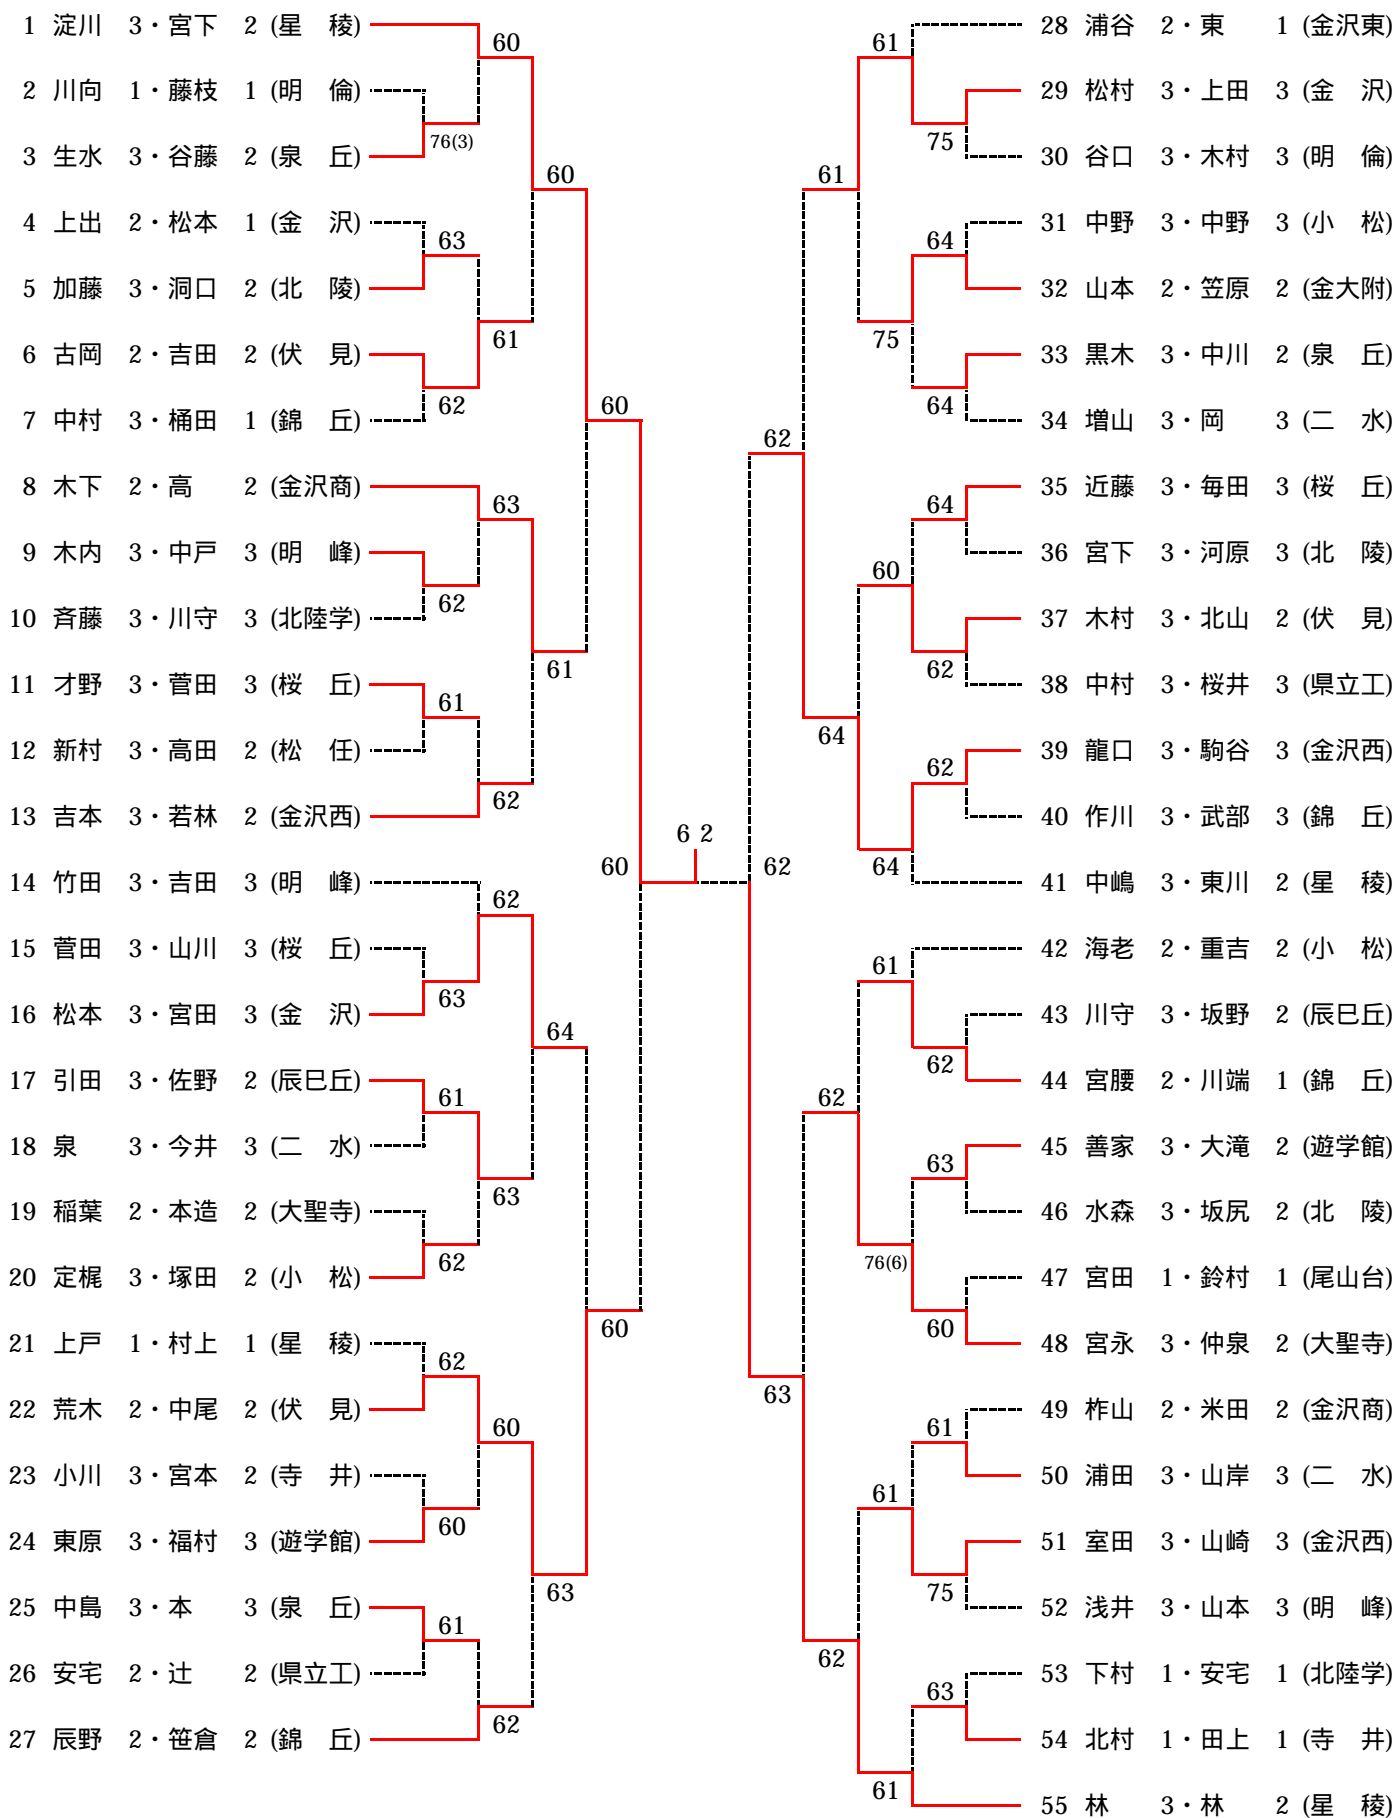 1 淀川 3・宮下 2 (星 稜)
2 川向 1・藤枝 1 (明 倫)
3 生水 3・谷藤 2 (泉 丘)
4 上出 2・松本 1 (金 沢)
5 加藤 3・洞口 2 (北 陵)
6 古岡 2・吉田 2 (伏 見)
7 中村 3・桶田 1 (錦 丘)
8 木下 2・高 2 (金沢商)
9 木内 3・中戸 3 (明 峰)
10 斉藤 3・川守 3 (北陸学)
11 才野 3・菅田 3 (桜 丘)
12 新村 3・高田 2 (松 任)
13 吉本 3・若林 2 (金沢西)
14 竹田 3・吉田 3 (明 峰)
15 菅田 3・山川 3 (桜 丘)
16 松本 3・宮田 3 (金 沢)
17 引田 3・佐野 2 (辰巳丘)
18 泉 3・今井 3 (二 水)
19 稲葉 2・本造 2 (大聖寺)
20 定梶 3・塚田 2 (小 松)
21 上戸 1・村上 1 (星 稜)
22 荒木 2・中尾 2 (伏 見)
23 小川 3・宮本 2 (寺 井)
24 東原 3・福村 3 (遊学館)
25 中島 3・本 3 (泉 丘)
26 安宅 2・辻 2 (県立工)
27 辰野 2・笹倉 2 (錦 丘)
60
76(3)
60
63
61
62
60
63
62
61
61
62
60
62
63
64
61
63
62
60
62
60
60
63
61
62
6 2
61
75
61
64
75
64
62
64
60
62
64
62
64
62
61
62
62
63
76(6)
60
63
61
61
75
62
63
61
28 浦谷 2・東 1 (金沢東)
29 松村 3・上田 3 (金 沢)
30 谷口 3・木村 3 (明 倫)
31 中野 3・中野 3 (小 松)
32 山本 2・笠原 2 (金大附)
33 黒木 3・中川 2 (泉 丘)
34 増山 3・岡 3 (二 水)
35 近藤 3・毎田 3 (桜 丘)
36 宮下 3・河原 3 (北 陵)
37 木村 3・北山 2 (伏 見)
38 中村 3・桜井 3 (県立工)
39 龍口 3・駒谷 3 (金沢西)
40 作川 3・武部 3 (錦 丘)
41 中嶋 3・東川 2 (星 稜)
42 海老 2・重吉 2 (小 松)
43 川守 3・坂野 2 (辰巳丘)
44 宮腰 2・川端 1 (錦 丘)
45 善家 3・大滝 2 (遊学館)
46 水森 3・坂尻 2 (北 陵)
47 宮田 1・鈴村 1 (尾山台)
48 宮永 3・仲泉 2 (大聖寺)
49 柞山 2・米田 2 (金沢商)
50 浦田 3・山岸 3 (二 水)
51 室田 3・山崎 3 (金沢西)
52 浅井 3・山本 3 (明 峰)
53 下村 1・安宅 1 (北陸学)
54 北村 1・田上 1 (寺 井)
55 林 3・林 2 (星 稜)